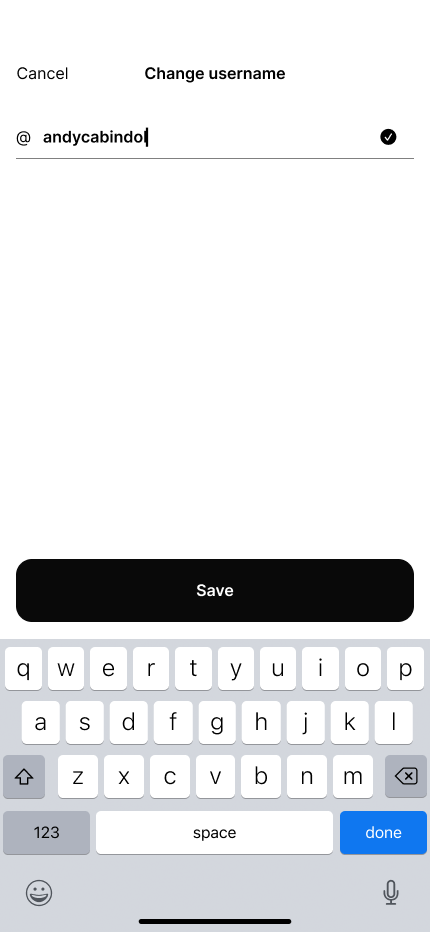 Cancel
Change username
@ andycabindol
Save
q w e r t y u i o p
a s d f g h j k l
z x c v b n m
123 space done